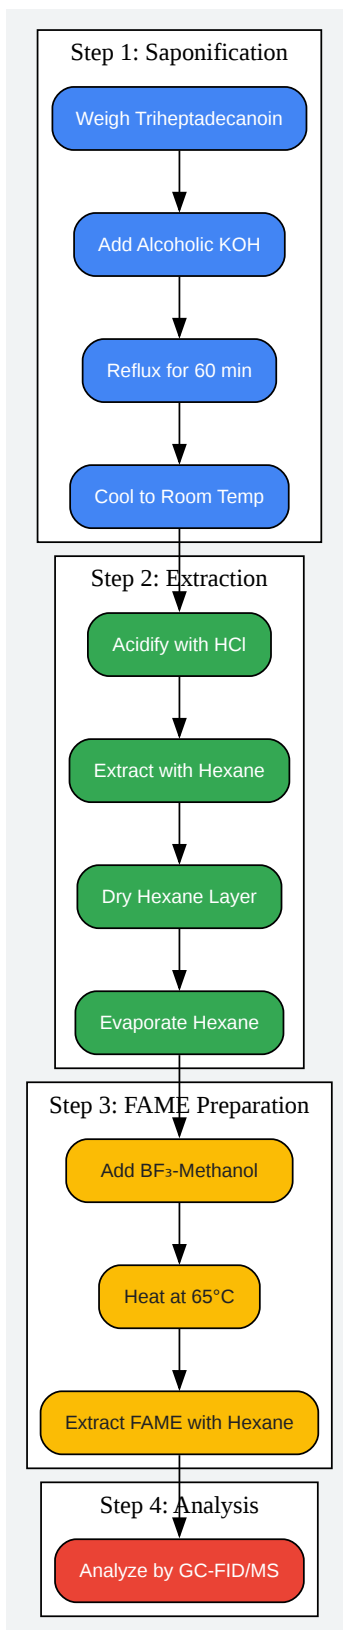 Step 1: Saponification
Weigh Triheptadecanoin
Add Alcoholic KOH
Reflux for 60 min
Cool to Room Temp
Step 2: Extraction
Acidify with HCl
Extract with Hexane
Dry Hexane Layer
Evaporate Hexane
Step 3: FAME Preparation
Add BF₃-Methanol
Heat at 65°C
Extract FAME with Hexane
Step 4: Analysis
Analyze by GC-FID/MS